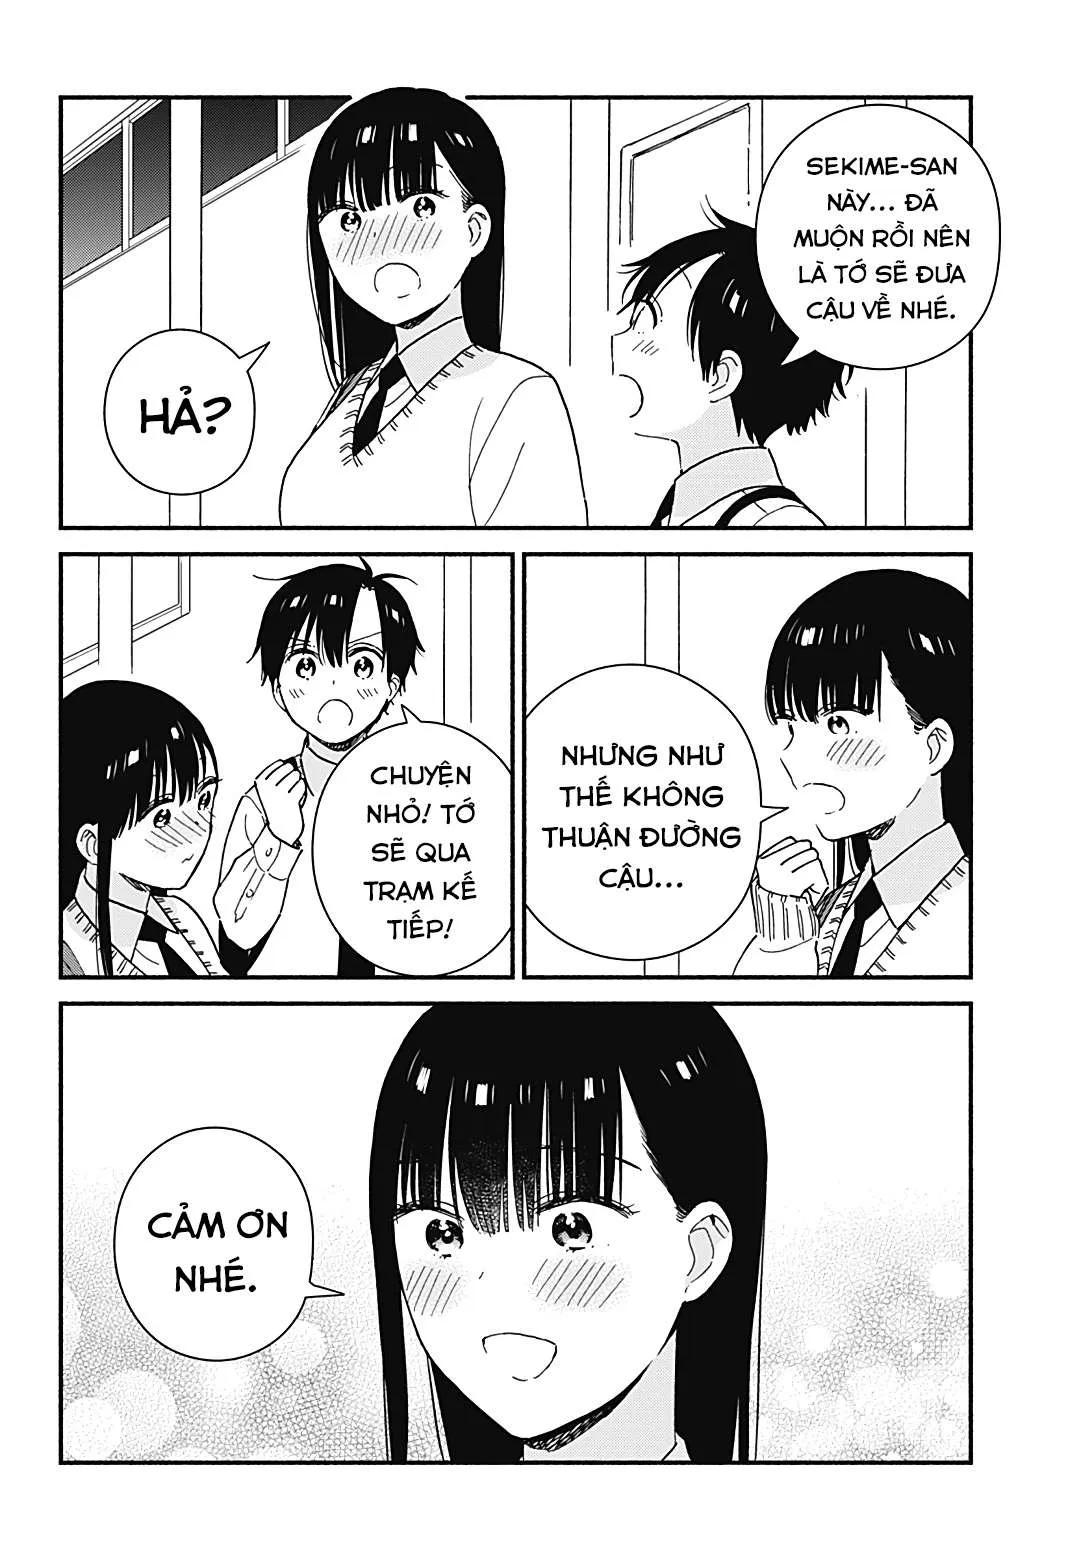 SEKIME-SAN
NÀY... ĐÃ
MUỘN RỒI NÊN
LÀ TỚ SẼ ĐƯA
CẬU VỀ NHÉ.
HẢ?
NHƯNG NHƯ
THẾ KHÔNG
THUẬN ĐƯỜNG
CẬU...
CHUYỆN
NHỎ! TỚ
SẼ QUA
TRẠM KẾ
TIẾP!
CẢM ƠN
NHÉ.